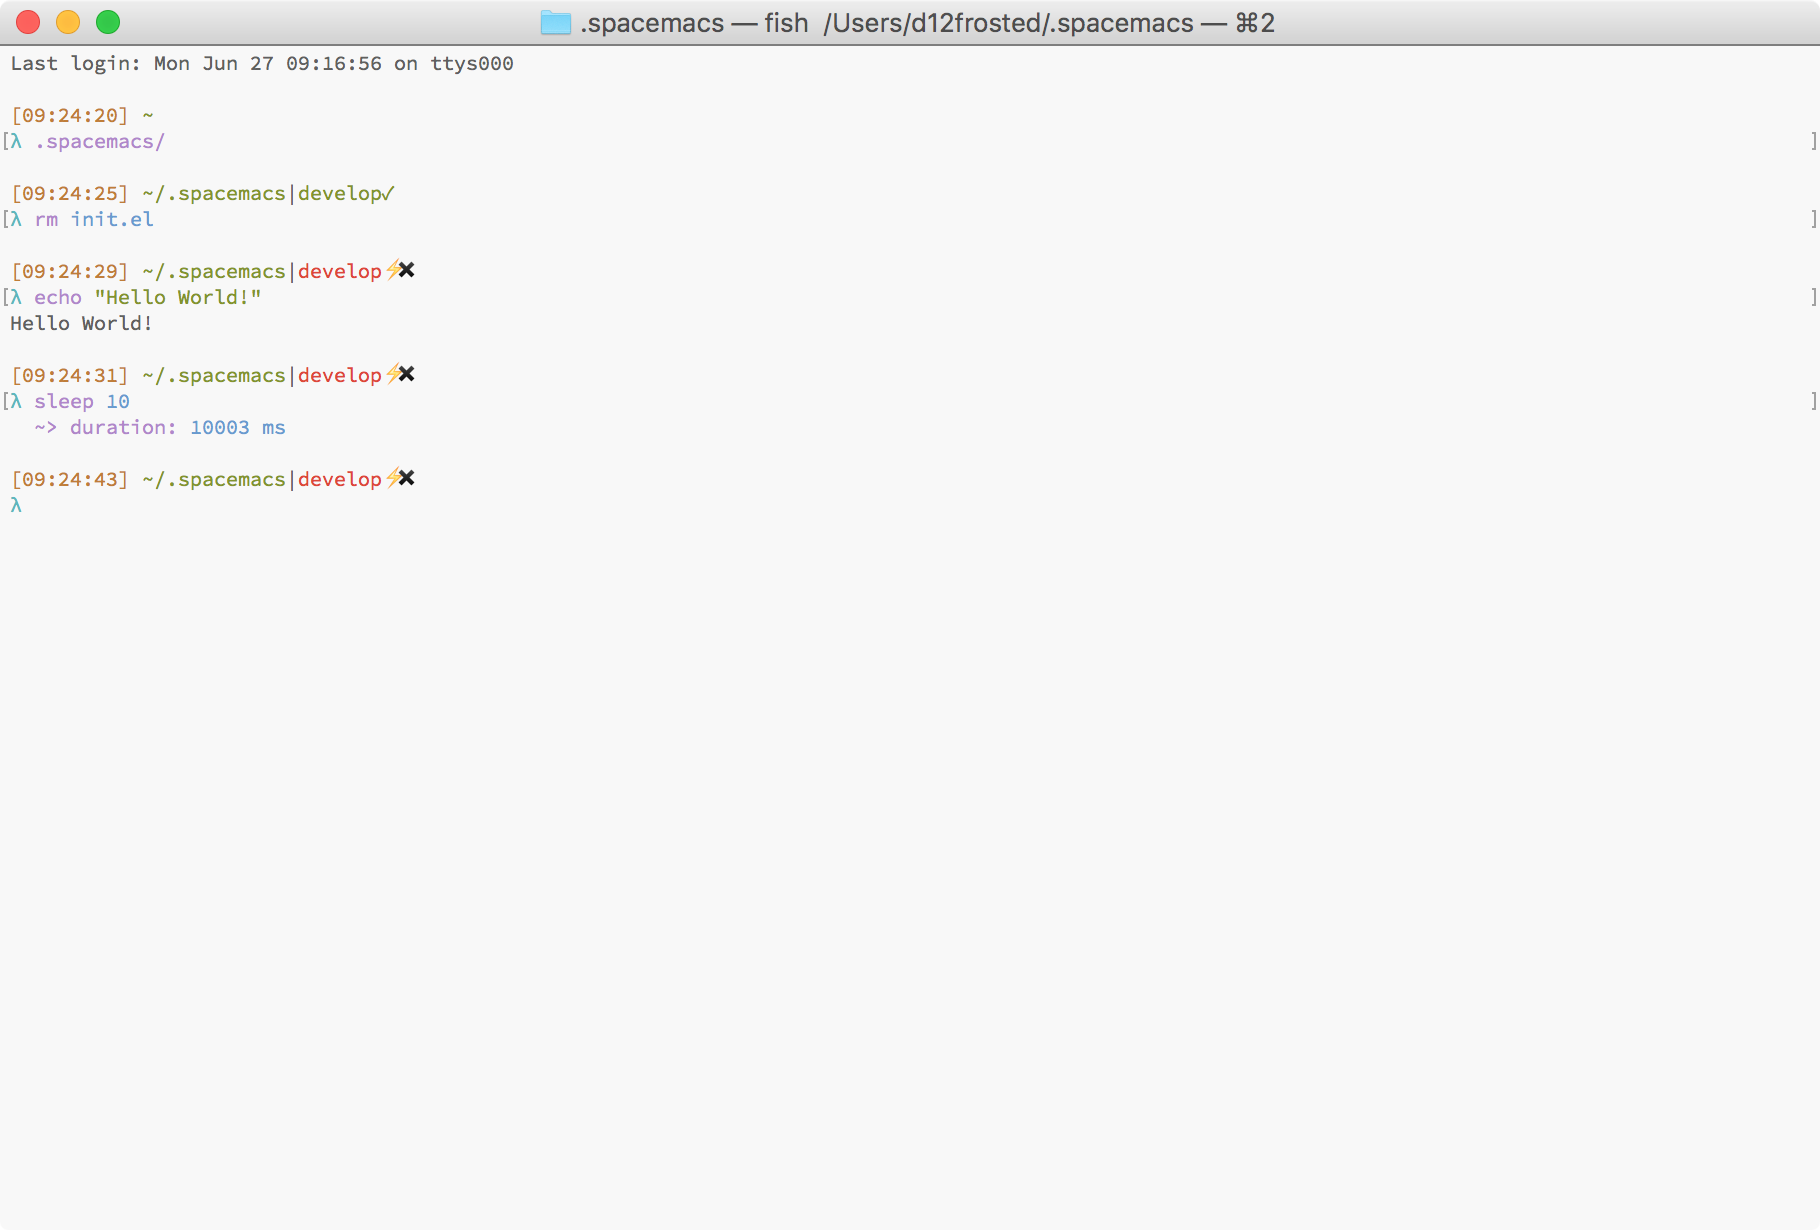 .spacemacs — fish  /Users/d12frosted/.spacemacs — ⌘2
Last login: Mon Jun 27 09:16:56 on ttys000
[09:24:20] ~
[λ .spacemacs/ ]
[09:24:25] ~/.spacemacs|develop✓
[λ rm init.el ]
[09:24:29] ~/.spacemacs|develop⚡✖
[λ echo "Hello World!" ]
Hello World!
[09:24:31] ~/.spacemacs|develop⚡✖
[λ sleep 10 ]
~> duration: 10003 ms
[09:24:43] ~/.spacemacs|develop⚡✖
λ